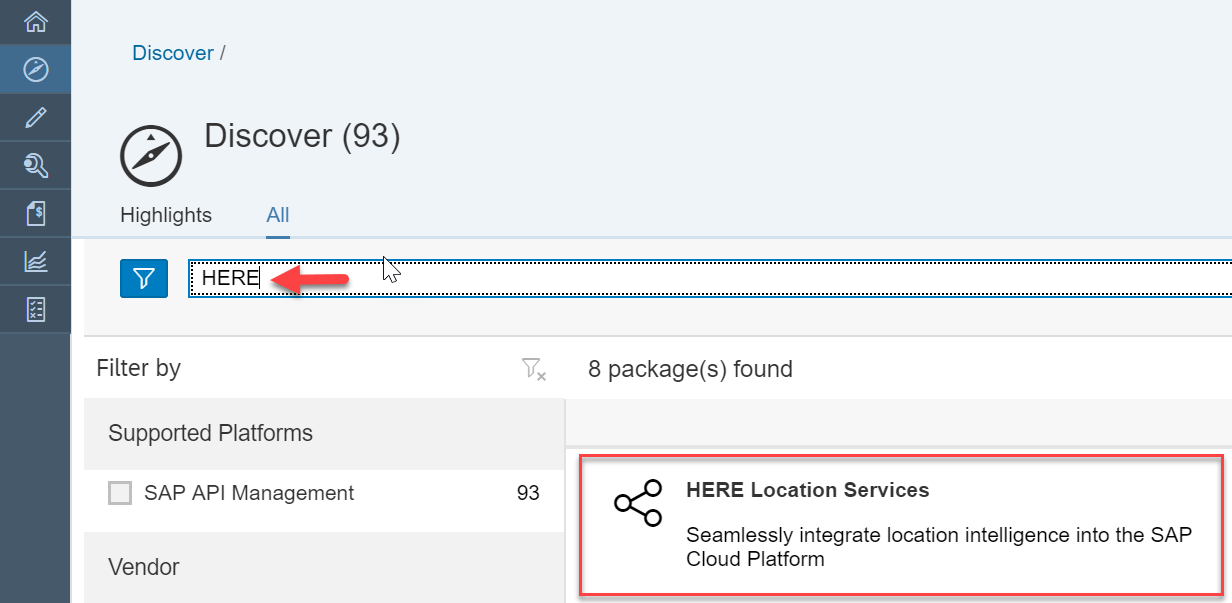 Discover /
Discover (93)
Highlights
All
HERE
Filter by
8 package(s) found
Supported Platforms
SAP API Management
93
Vendor
HERE Location Services
Seamlessly integrate location intelligence into the SAP
Cloud Platform